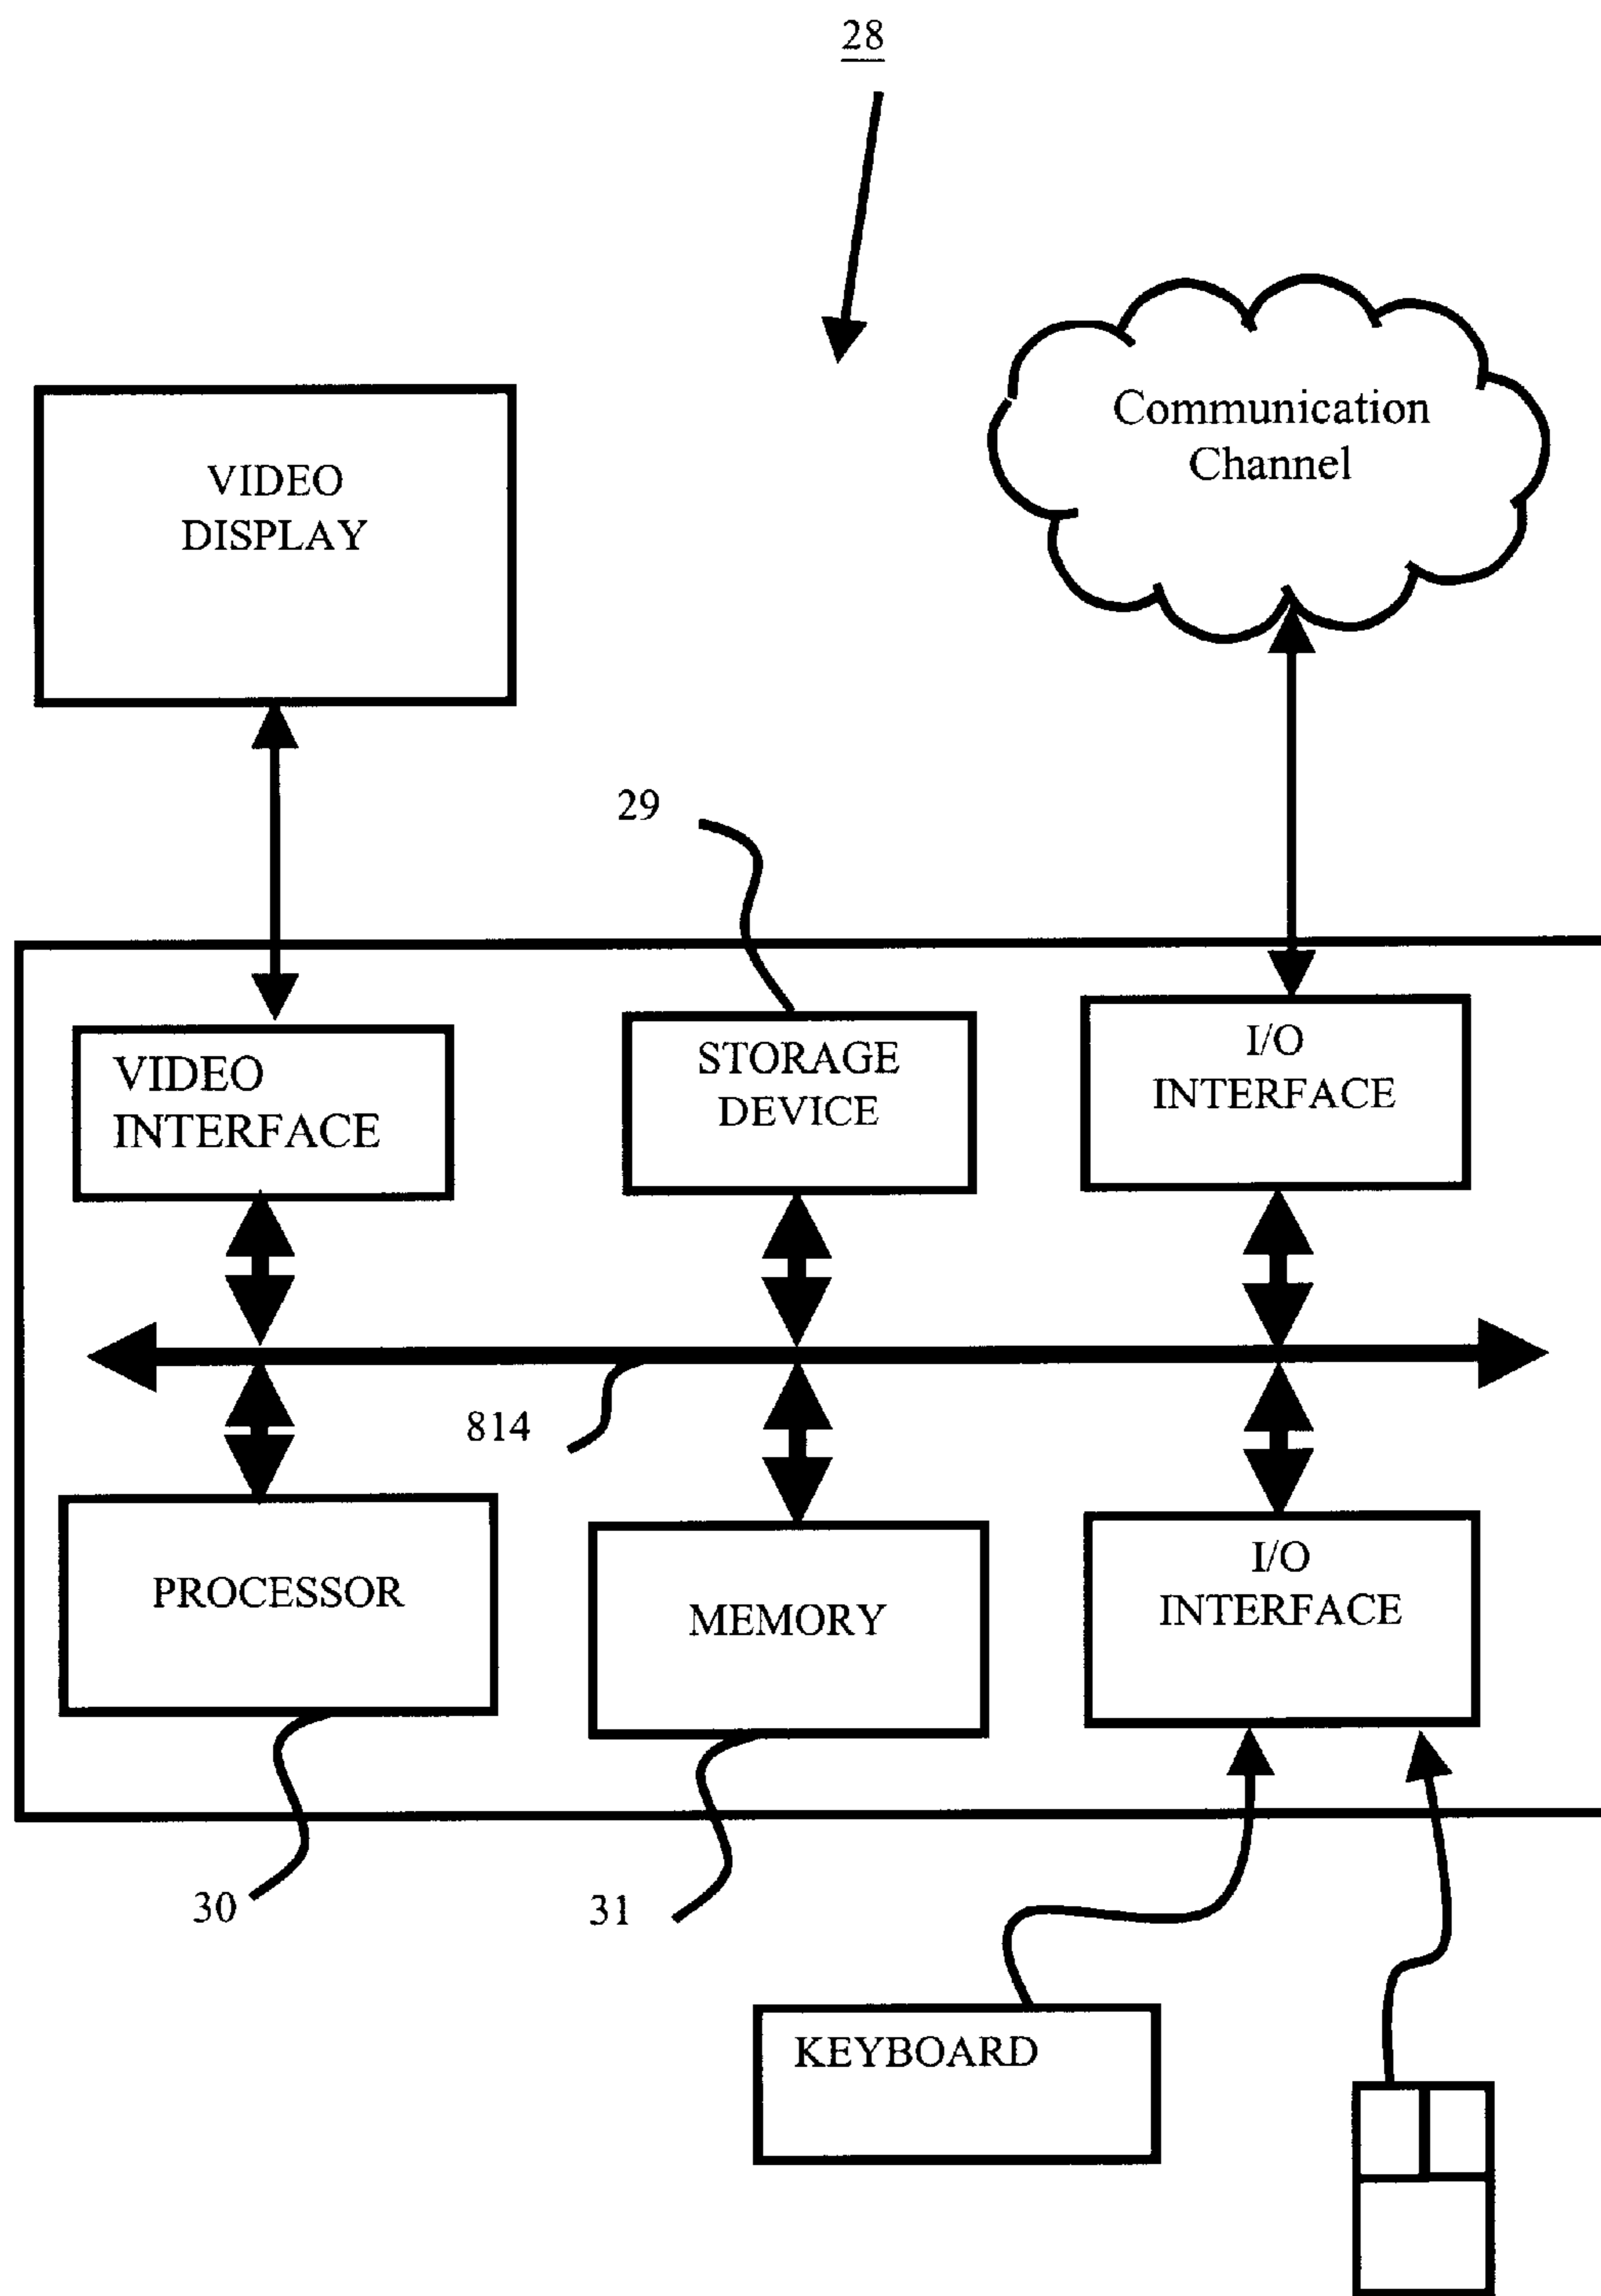 28
Communication
Channel
VIDEO
DISPLAY
29
VIDEO
INTERFACE
STORAGE
DEVICE
I/O
INTERFACE
814
PROCESSOR
MEMORY
I/O
INTERFACE
30
31
KEYBOARD